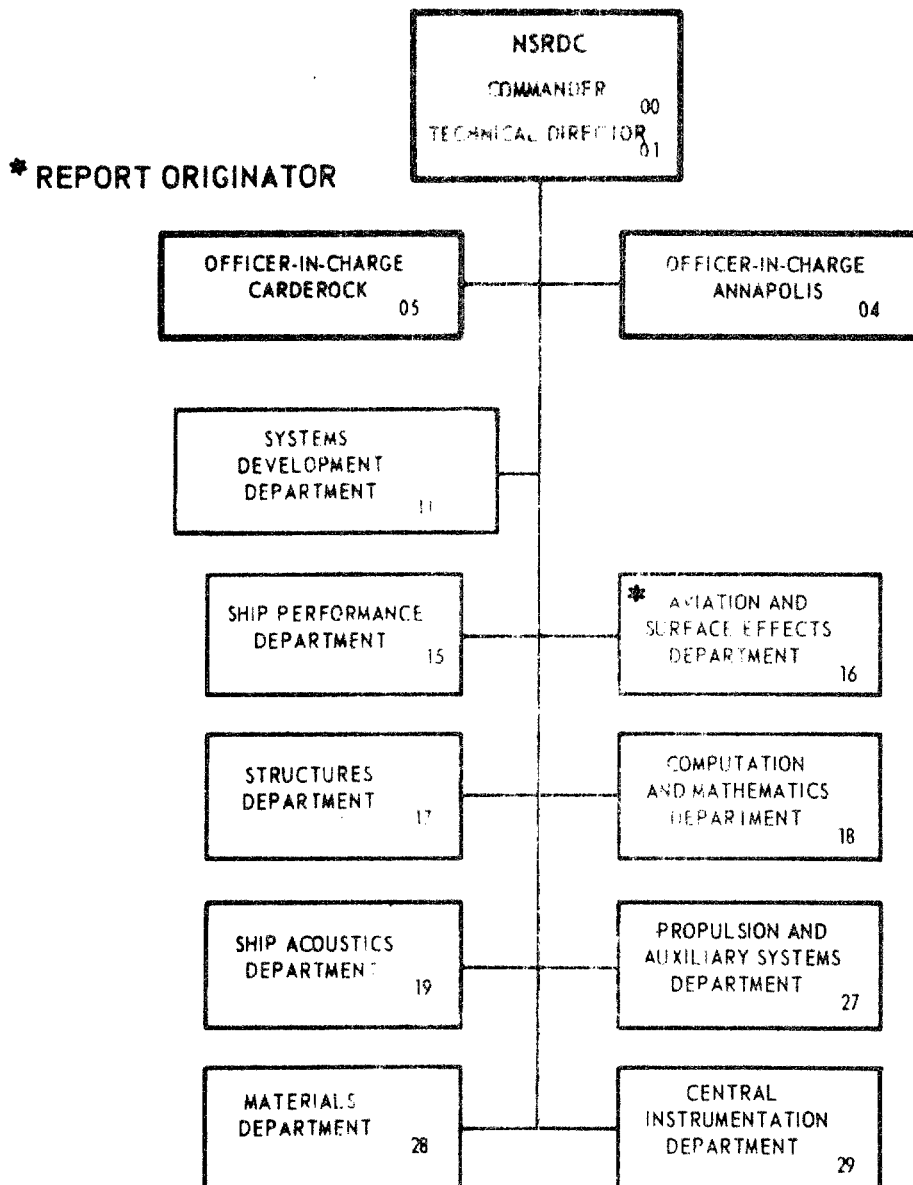 NSRDC
COMMANDER
00
TECHNICAL DIRECTOR
01
* REPORT ORIGINATOR
OFFICER-IN-CHARGE
CARDEROCK
05
OFFICER-IN-CHARGE
ANNAPOLIS
04
SYSTEMS
DEVELOPMENT
DEPARTMENT
11
SHIP PERFORMANCE
DEPARTMENT
15
* AVIATION AND
SURFACE EFFECTS
DEPARTMENT
16
STRUCTURES
DEPARTMENT
17
COMPUTATION
AND MATHEMATICS
DEPARTMENT
18
SHIP ACOUSTICS
DEPARTMENT
19
PROPULSION AND
AUXILIARY SYSTEMS
DEPARTMENT
27
MATERIALS
DEPARTMENT
28
CENTRAL
INSTRUMENTATION
DEPARTMENT
29